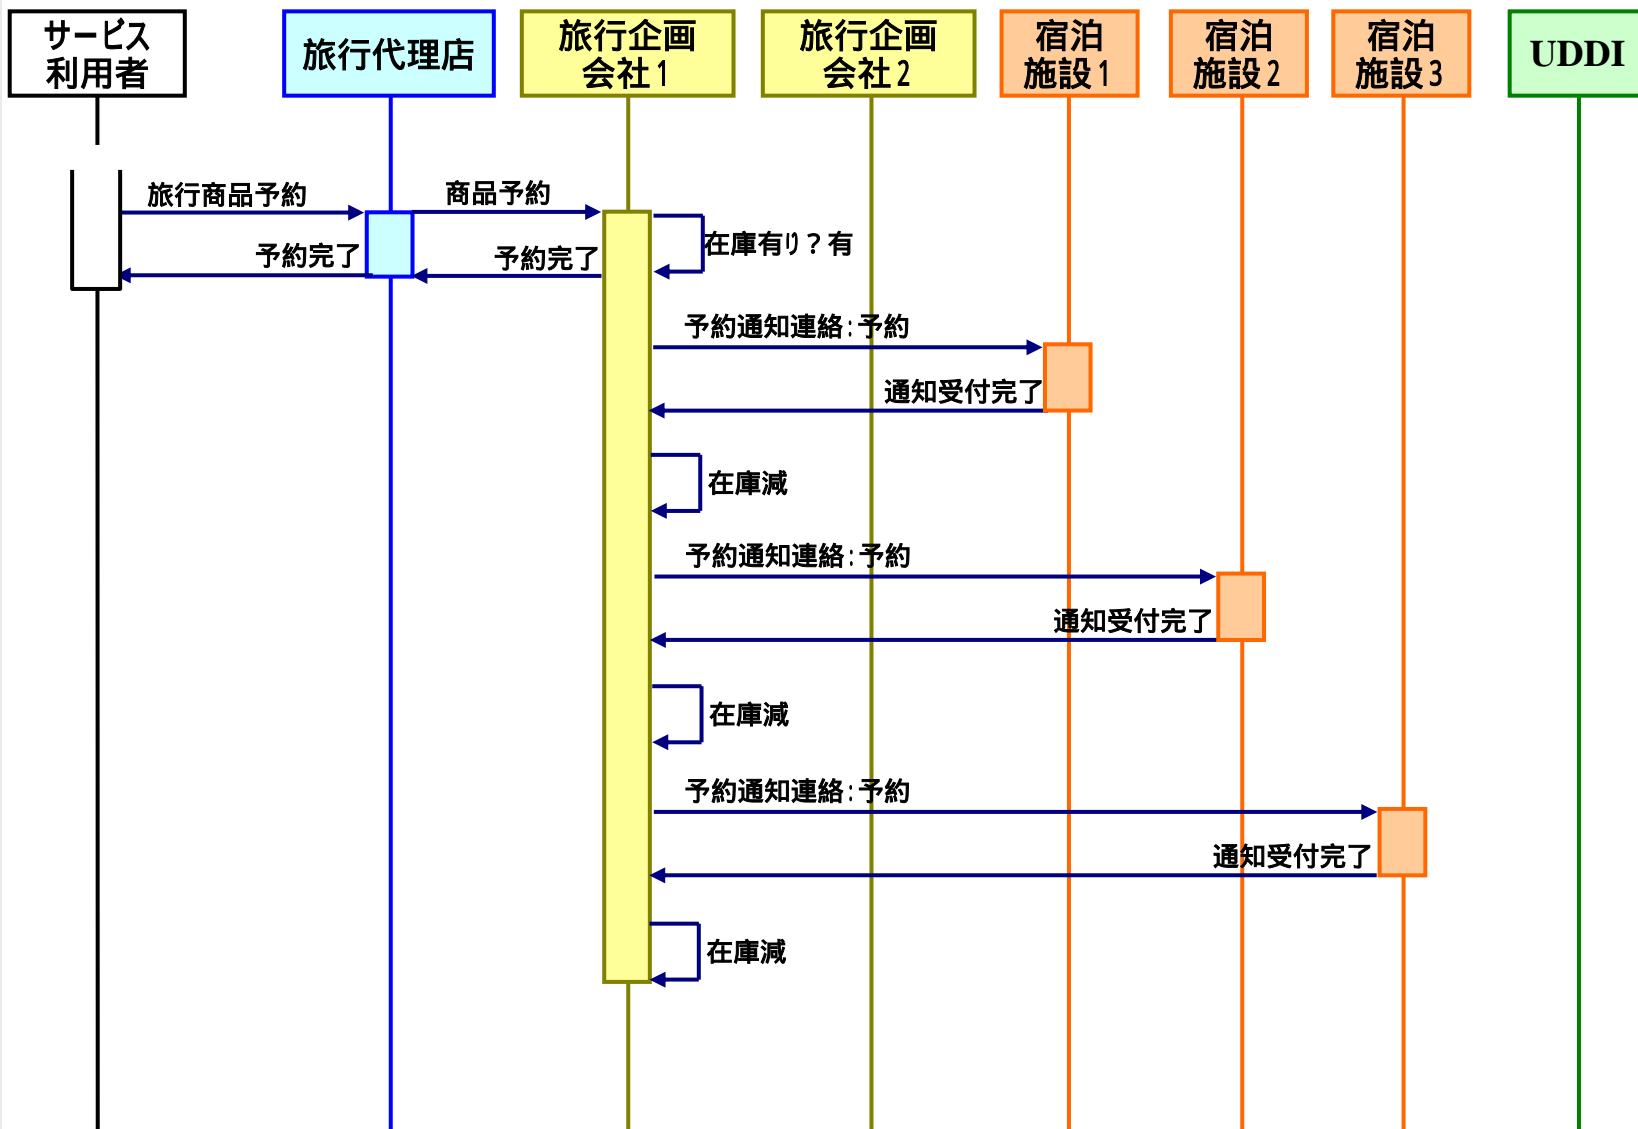 サービス
利用者
旅行代理店
旅行企画
会社1
旅行企画
会社2
宿泊
施設1
宿泊
施設2
宿泊
施設3
UDDI
旅行商品予約
商品予約
在庫有り？有
予約完了
予約完了
予約通知連絡:予約
通知受付完了
在庫減
予約通知連絡:予約
通知受付完了
在庫減
予約通知連絡:予約
通知受付完了
在庫減